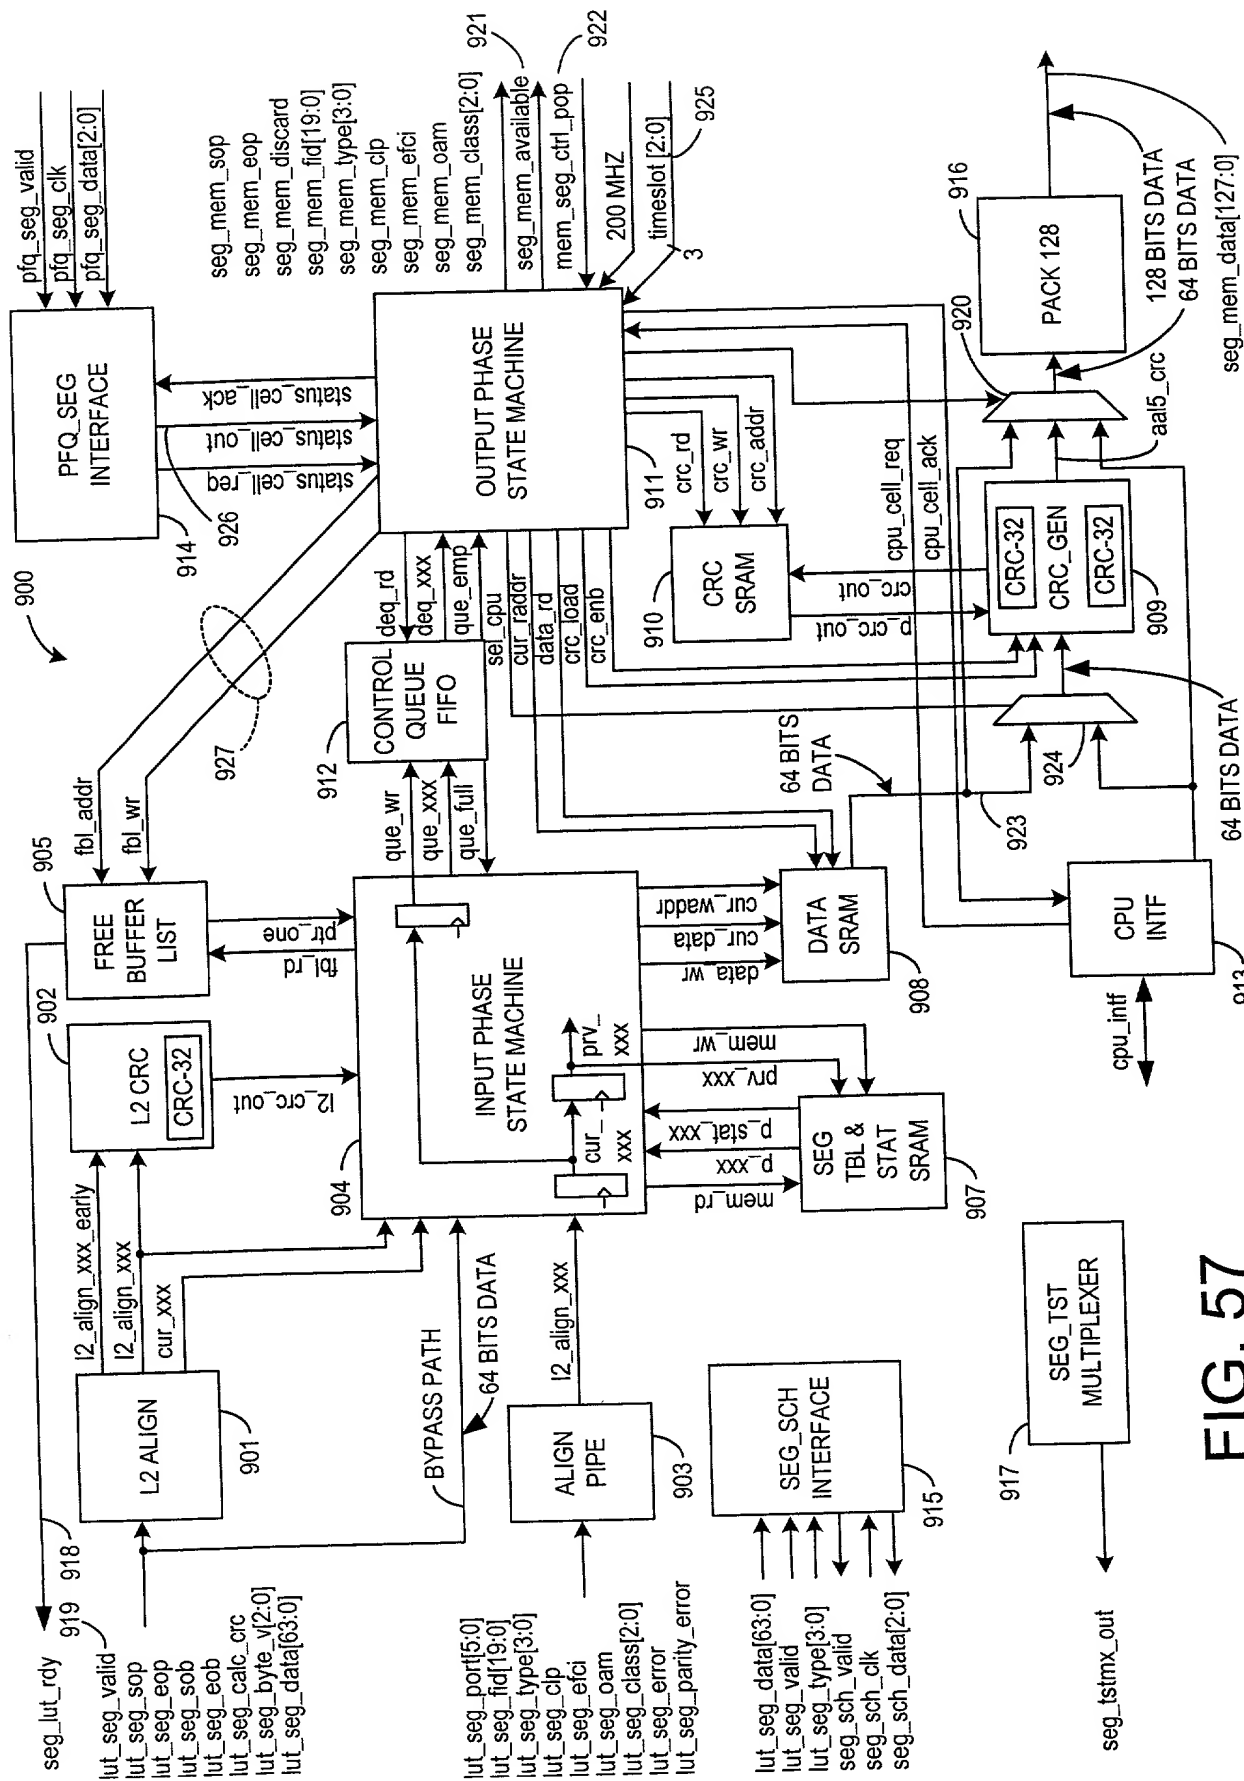 seg_lut_rdy
918
919
lut_seg_valid
lut_seg_sop
lut_seg_eop
lut_seg_sob
lut_seg_eob
lut_seg_calc_crc
lut_seg_byte_v[2:0]
lut_seg_data[63:0]
L2 ALIGN
901
l2_align_xxx_early
l2_align_xxx
cur_xxx
BYPASS PATH
64 BITS DATA
902
L2 CRC
CRC-32
l2_crc_out
905
FREE
BUFFER
LIST
fbl_addr
fbl_wr
fbl_rd
ptr_one
927
900
PFQ_SEG
INTERFACE
914
pfq_seg_valid
pfq_seg_clk
pfq_seg_data[2:0]
status_cell_req
926
status_cell_out
status_cell_ack
lut_seg_port[5:0]
lut_seg_fid[19:0]
lut_seg_type[3:0]
lut_seg_clp
lut_seg_efci
lut_seg_oam
lut_seg_class[2:0]
lut_seg_error
lut_seg_parity_error
ALIGN
PIPE
903
l2_align_xxx
904
INPUT PHASE
STATE MACHINE
cur_
xxx
prv_
xxx
que_wr
que_xxx
que_full
912
CONTROL
QUEUE
FIFO
deq_rd
deq_xxx
que_emp
sel_cpu
cur_raddr
data_rd
crc_load
crc_enb
OUTPUT PHASE
STATE MACHINE
911
seg_mem_sop
seg_mem_eop
seg_mem_discard
seg_mem_fid[19:0]
seg_mem_type[3:0]
seg_mem_clp
seg_mem_efci
seg_mem_oam
seg_mem_class[2:0]
921
seg_mem_available
mem_seg_ctrl_pop
922
200 MHZ
timeslot [2:0]
3
925
mem_rd
p_xxx
p_stat_xxx
prv_xxx
mem_wr
SEG
TBL &
STAT
SRAM
907
data_wr
cur_data
cur_waddr
DATA
SRAM
908
64 BITS
DATA
923
924
64 BITS DATA
910
CRC
SRAM
crc_rd
crc_wr
crc_addr
p_crc_out
crc_out
cpu_cell_req
cpu_cell_ack
CRC-32
CRC_GEN
CRC-32
909
aal5_crc
920
916
PACK 128
128 BITS DATA
64 BITS DATA
seg_mem_data[127:0]
CPU
INTF
913
cpu_intf
lut_seg_data[63:0]
lut_seg_valid
lut_seg_type[3:0]
seg_sch_valid
seg_sch_clk
seg_sch_data[2:0]
SEG_SCH
INTERFACE
915
SEG_TST
MULTIPLEXER
917
seg_tstmx_out
FIG. 57